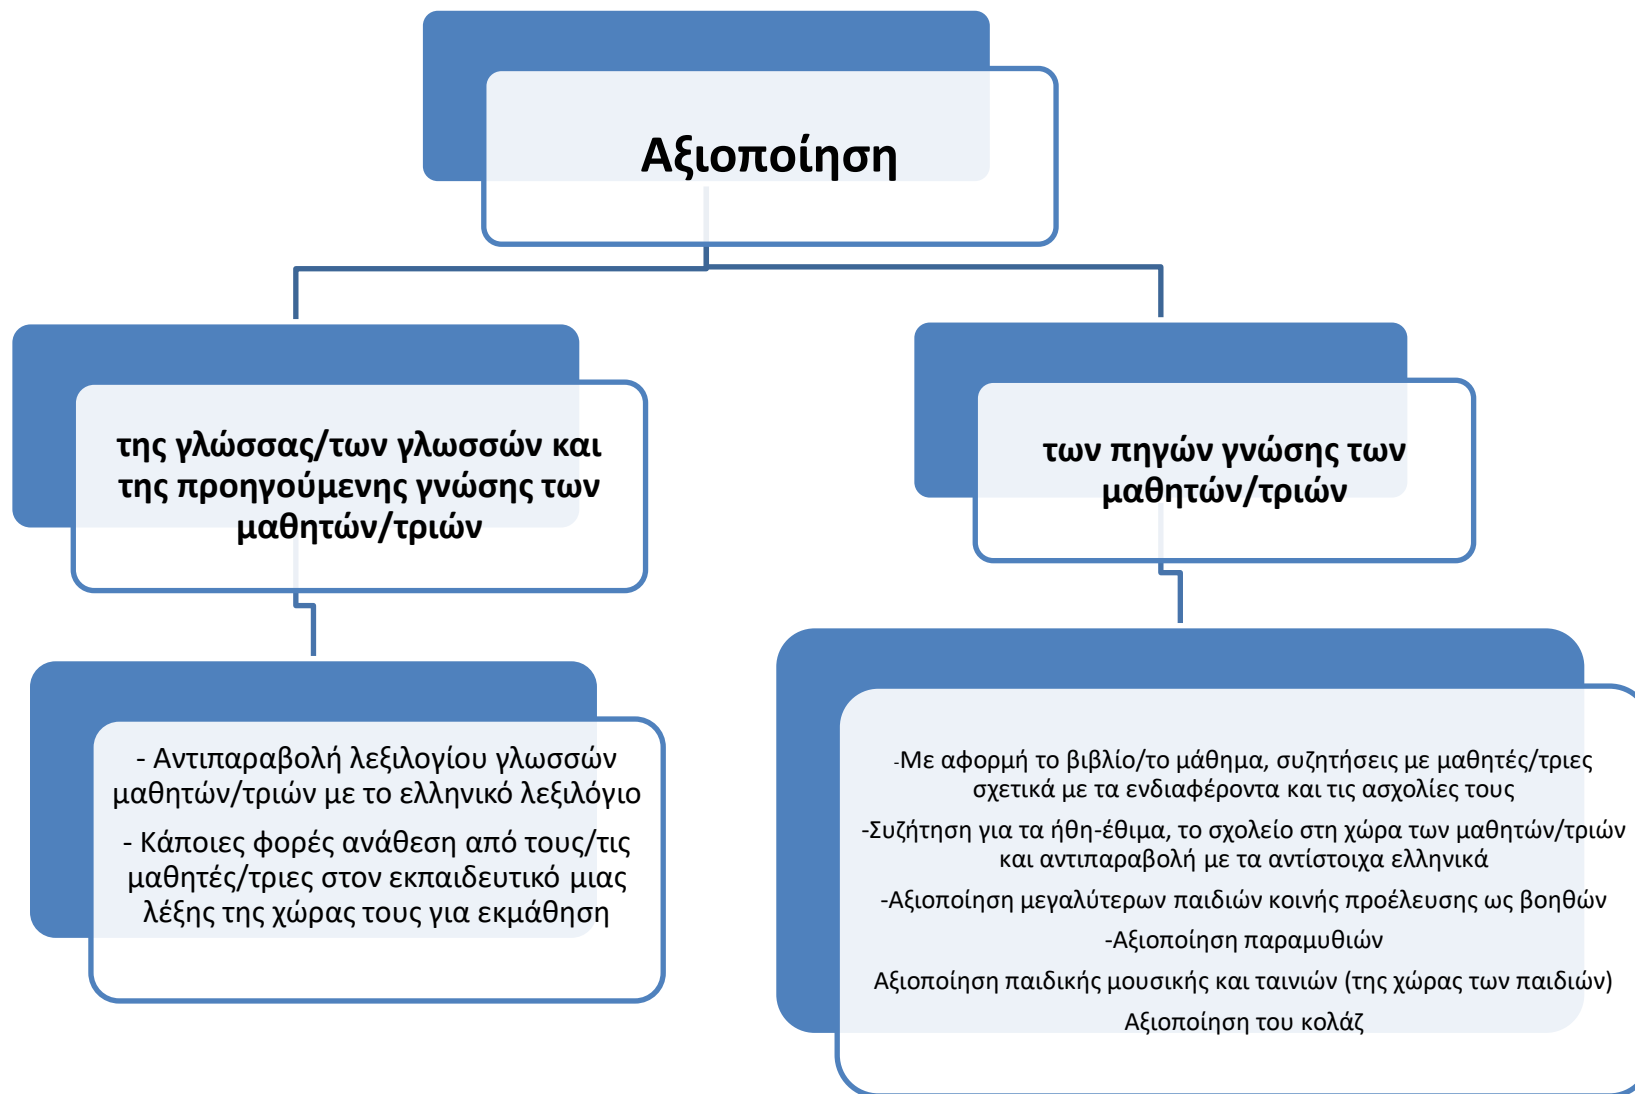 Αξιοποίηση
της γλώσσας/των γλωσσών και
της προηγούμενης γνώσης των
μαθητών/τριών
- Αντιπαραβολή λεξιλογίου γλωσσών
μαθητών/τριών με το ελληνικό λεξιλόγιο
- Κάποιες φορές ανάθεση από τους/τις
μαθητές/τριες στον εκπαιδευτικό μιας
λέξης της χώρας τους για εκμάθηση
των πηγών γνώσης των
μαθητών/τριών
-Με αφορμή το βιβλίο/το μάθημα, συζητήσεις με μαθητές/τριες
σχετικά με τα ενδιαφέροντα και τις ασχολίες τους
-Συζήτηση για τα ήθη-έθιμα, το σχολείο στη χώρα των μαθητών/τριών
και αντιπαραβολή με τα αντίστοιχα ελληνικά
-Αξιοποίηση μεγαλύτερων παιδιών κοινής προέλευσης ως βοηθών
-Αξιοποίηση παραμυθιών
Αξιοποίηση παιδικής μουσικής και ταινιών (της χώρας των παιδιών)
Αξιοποίηση του κολάζ